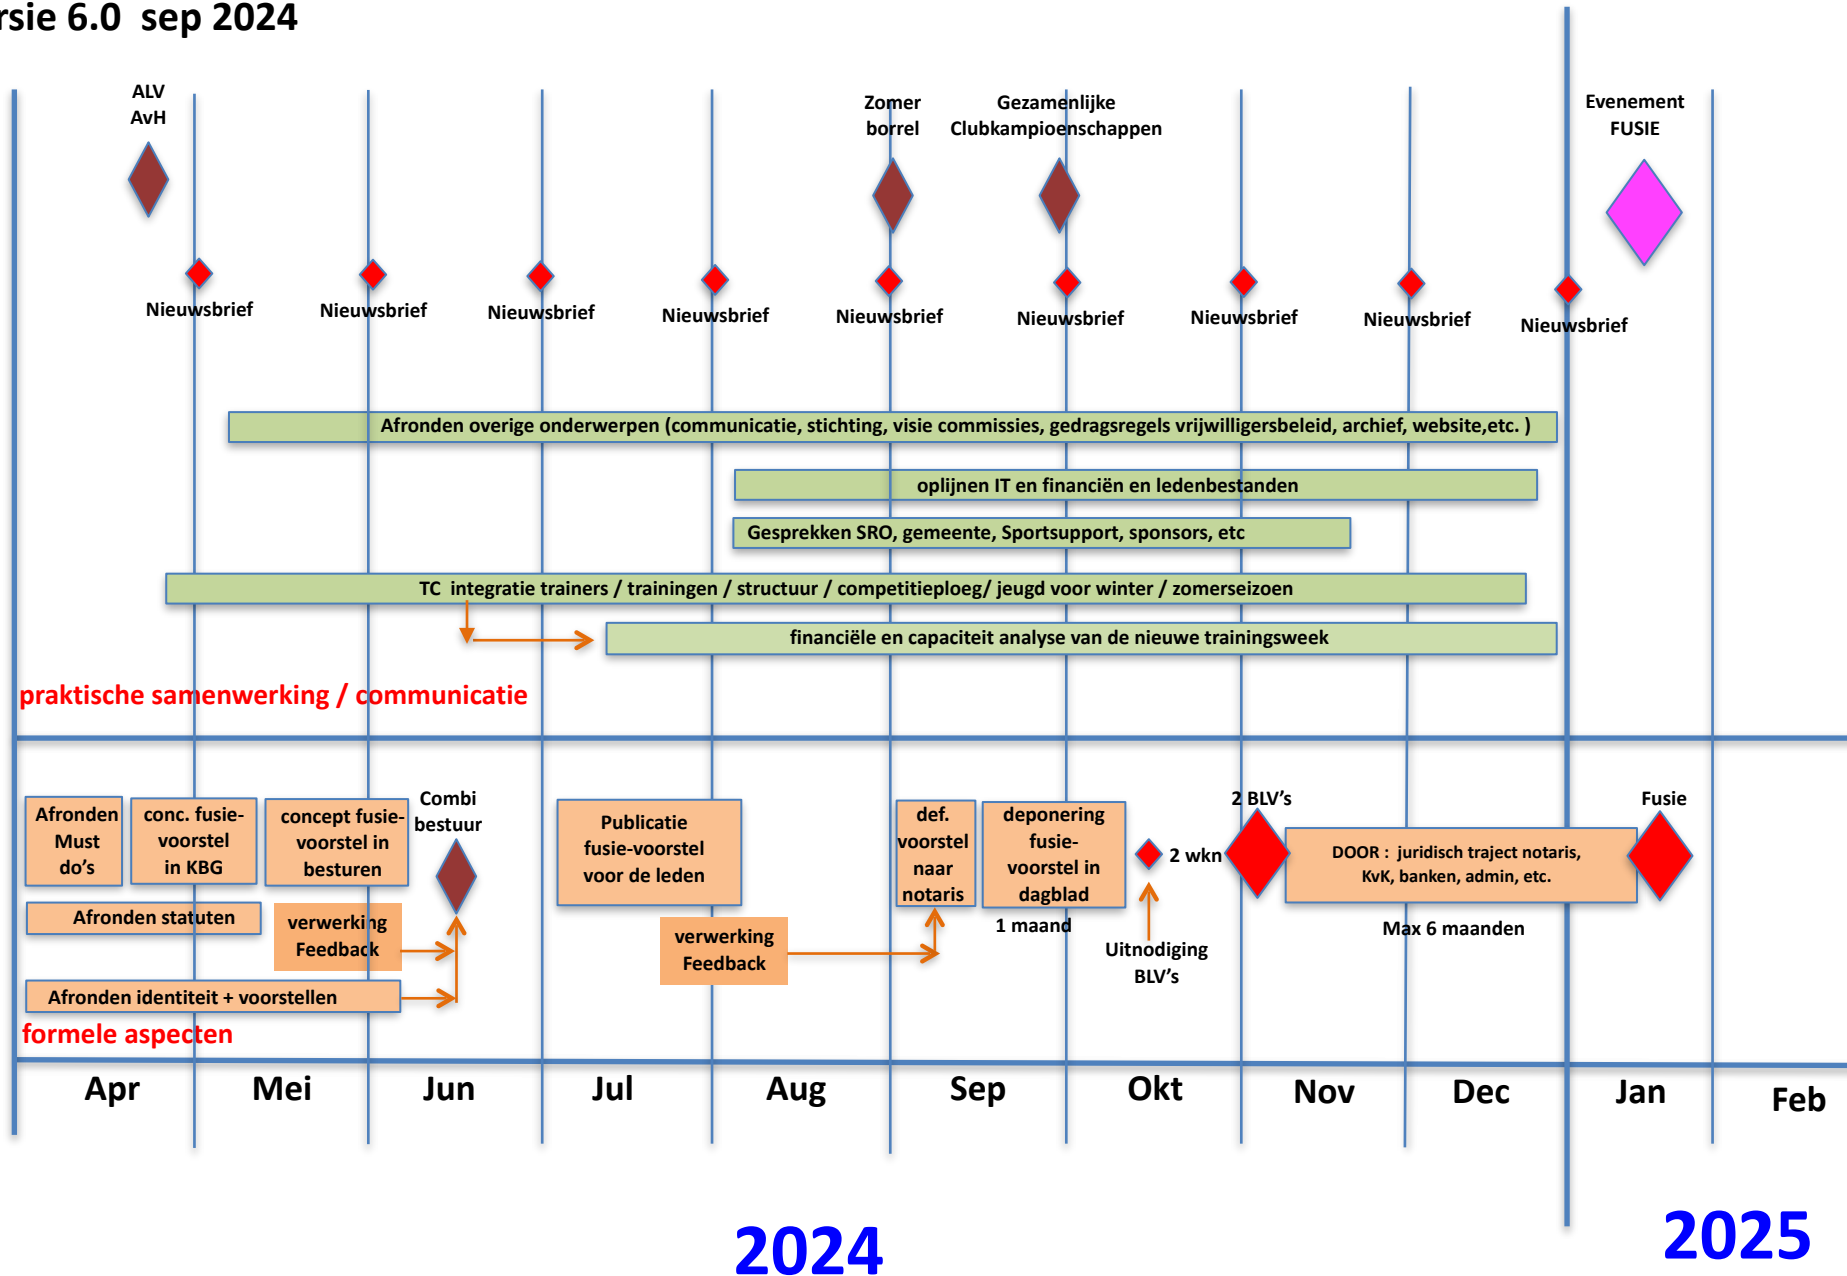 rsie 6.0  sep 2024
ALV
AvH
Zomer
borrel
Gezamenlijke
Clubkampioenschappen
Evenement
FUSIE
Nieuwsbrief
Nieuwsbrief
Nieuwsbrief
Nieuwsbrief
Nieuwsbrief
Nieuwsbrief
Nieuwsbrief
Nieuwsbrief
Nieuwsbrief
Afronden overige onderwerpen (communicatie, stichting, visie commissies, gedragsregels vrijwilligersbeleid, archief, website,etc. )
oplijnen IT en financiën en ledenbestanden
Gesprekken SRO, gemeente, Sportsupport, sponsors, etc
TC  integratie trainers / trainingen / structuur / competitieploeg/ jeugd voor winter / zomerseizoen
financiële en capaciteit analyse van de nieuwe trainingsweek
praktische samenwerking / communicatie
Afronden
Must
do's
conc. fusie-
voorstel
in KBG
concept fusie-
voorstel in
besturen
Combi
bestuur
Publicatie
fusie-voorstel
voor de leden
def.
voorstel
naar
notaris
deponering
fusie-
voorstel in
dagblad
1 maand
2 wkn
2 BLV's
DOOR :  juridisch traject notaris,
KvK, banken, admin, etc.
Fusie
Max 6 maanden
Afronden statuten
verwerking
Feedback
verwerking
Feedback
Uitnodiging
BLV's
Afronden identiteit + voorstellen
formele aspecten
Apr
Mei
Jun
Jul
Aug
Sep
Okt
Nov
Dec
Jan
Feb
2024
2025